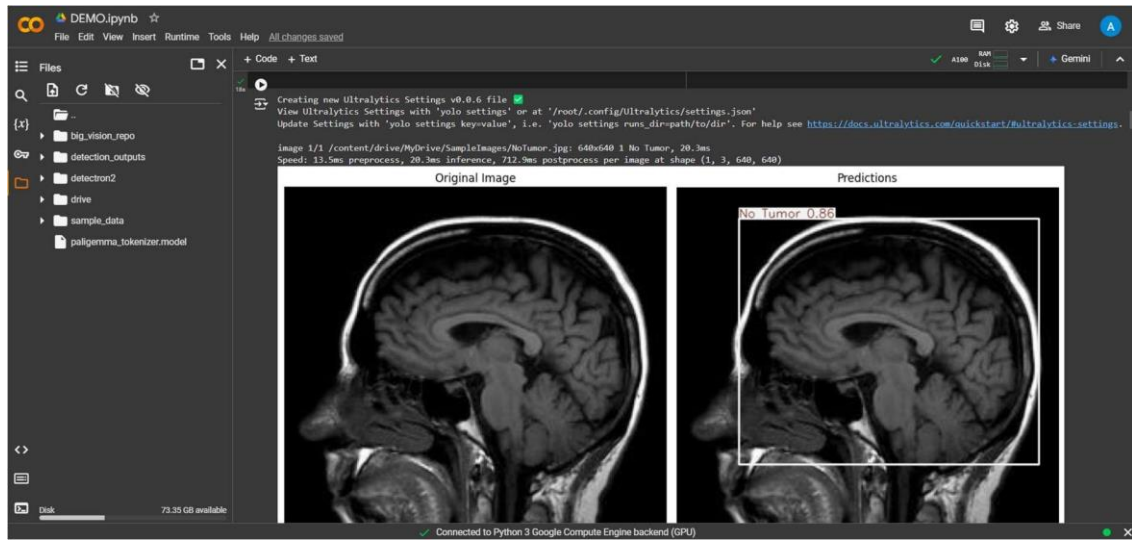 DEMO.ipynb
File Edit View Insert Runtime Tools Help All changes saved
Share
A
Files
+ Code + Text
A100 RAM Disk
Gemini
18s
Creating new Ultralytics Settings v0.0.6 file ✅
View Ultralytics Settings with 'yolo settings' or at '/root/.config/Ultralytics/settings.json'
Update Settings with 'yolo settings key=value', i.e. 'yolo settings runs_dir=path/to/dir'. For help see https://docs.ultralytics.com/quickstart/#ultralytics-settings.
image 1/1 /content/drive/MyDrive/SampleImages/NoTumor.jpg: 640x640 1 No Tumor, 20.3ms
Speed: 13.5ms preprocess, 20.3ms inference, 712.9ms postprocess per image at shape (1, 3, 640, 640)
..
{x}
big_vision_repo
detection_outputs
detectron2
drive
sample_data
paligemma_tokenizer.model
Original Image
Predictions
No Tumor 0.86
Disk
73.35 GB available
Connected to Python 3 Google Compute Engine backend (GPU)